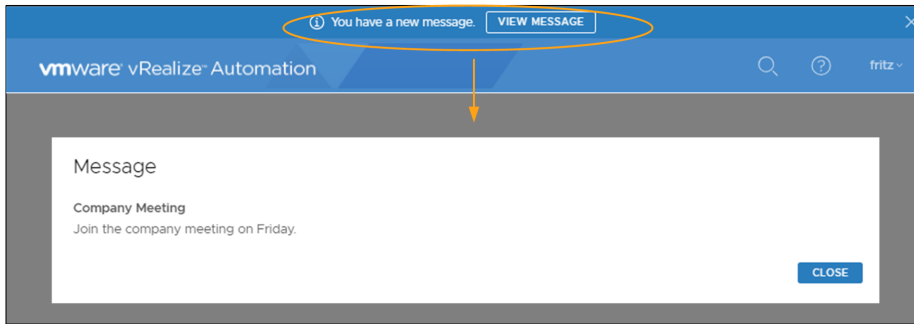 You have a new message. VIEW MESSAGE
vmware® vRealize™ Automation fritz
Message
Company Meeting
Join the company meeting on Friday.
CLOSE